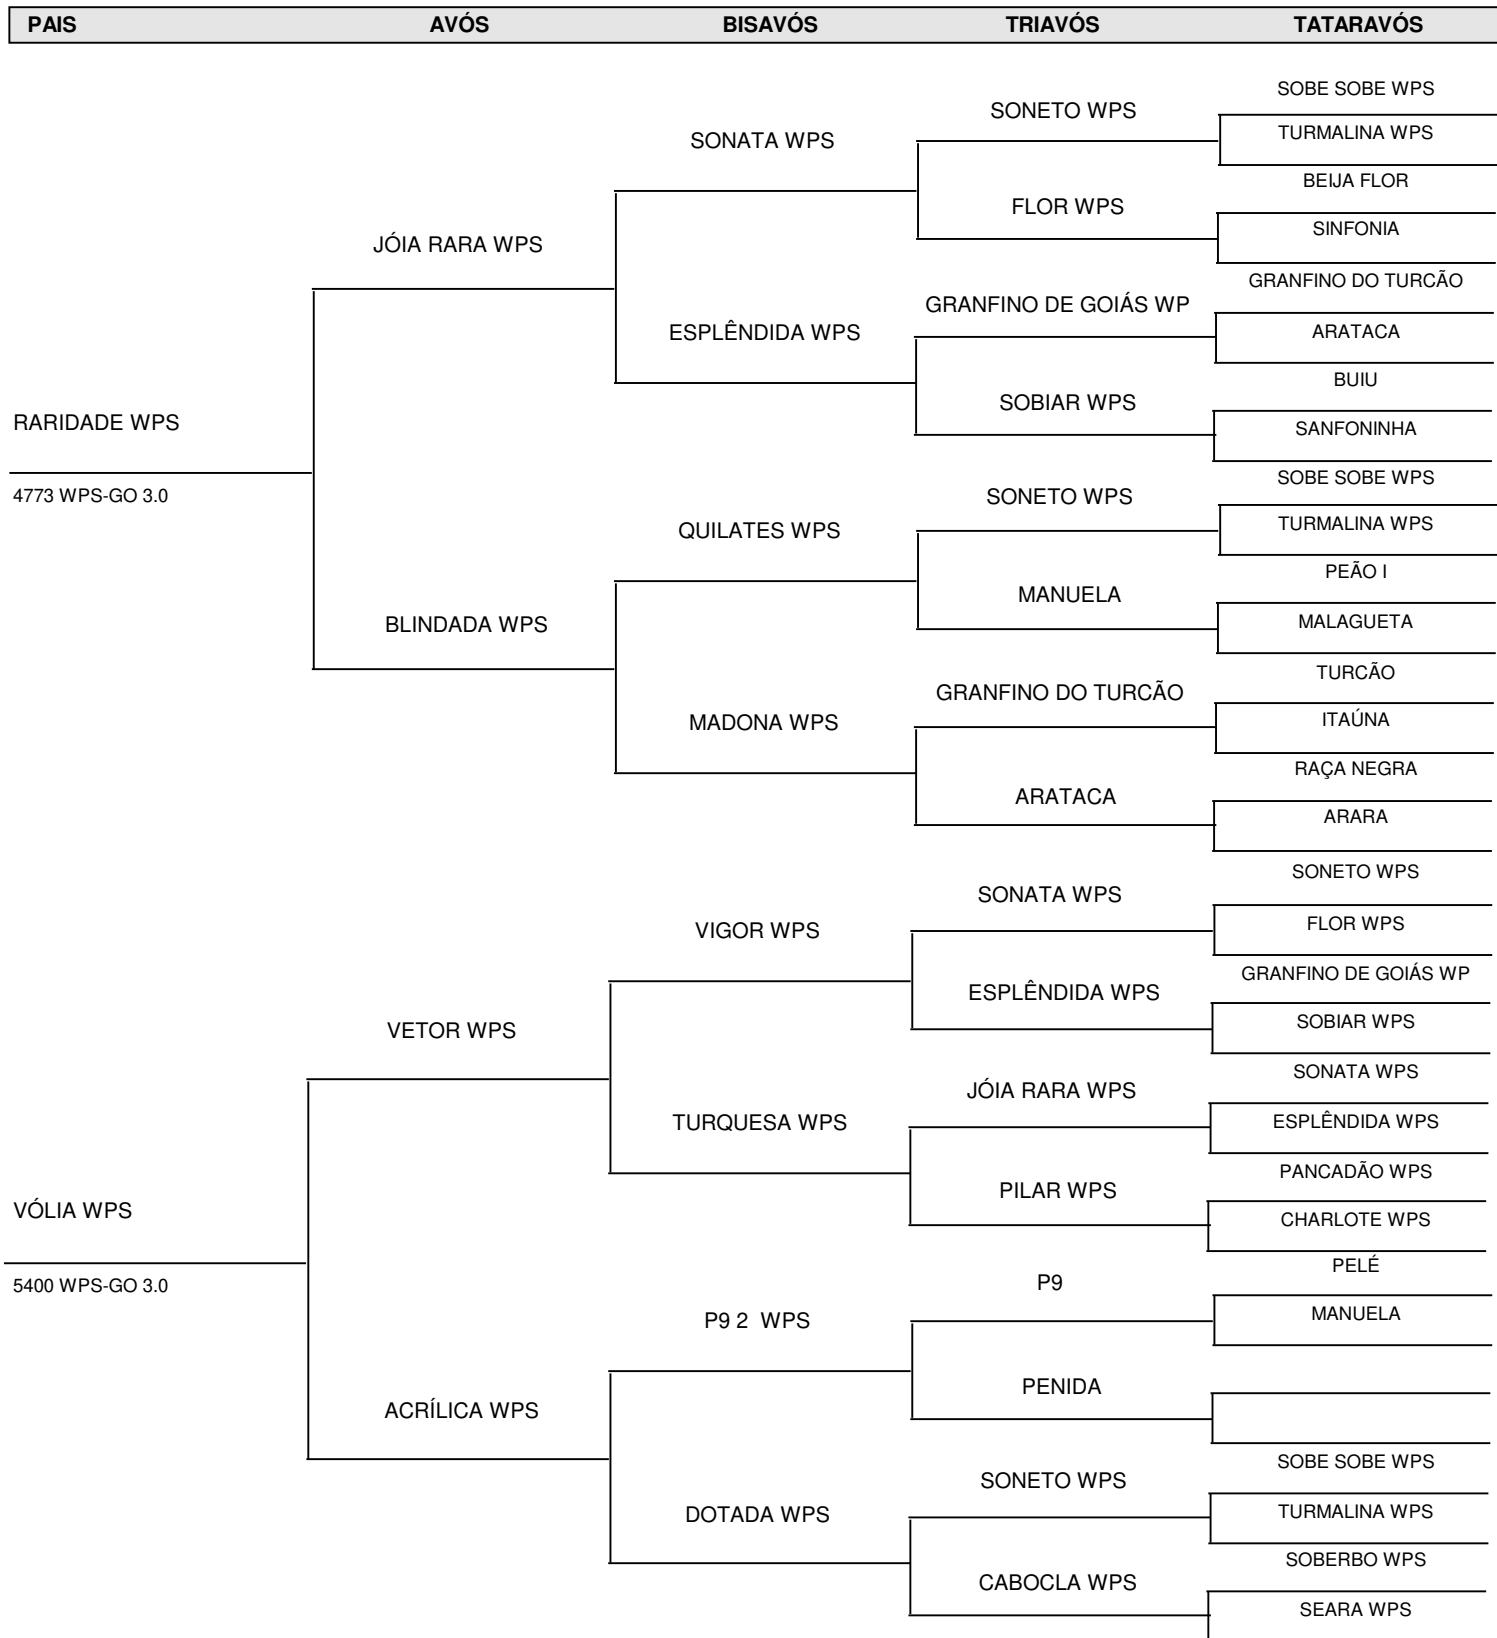 PAIS AVÓS BISAVÓS TRIAVÓS TATARAVÓS
SOBE SOBE WPS
SONETO WPS
TURMALINA WPS
SONATA WPS
BEIJA FLOR
FLOR WPS
SINFONIA
JÓIA RARA WPS
GRANFINO DO TURCÃO
GRANFINO DE GOIÁS WP
ARATACA
ESPLÊNDIDA WPS
BUIU
SOBIAR WPS
SANFONINHA
RARIDADE WPS
4773 WPS-GO 3.0
SOBE SOBE WPS
SONETO WPS
TURMALINA WPS
QUILATES WPS
PEÃO I
MANUELA
MALAGUETA
BLINDADA WPS
TURCÃO
GRANFINO DO TURCÃO
ITAÚNA
MADONA WPS
RAÇA NEGRA
ARATACA
ARARA
SONETO WPS
SONATA WPS
FLOR WPS
VIGOR WPS
GRANFINO DE GOIÁS WP
ESPLÊNDIDA WPS
SOBIAR WPS
VETOR WPS
SONATA WPS
JÓIA RARA WPS
ESPLÊNDIDA WPS
TURQUESA WPS
PANCADÃO WPS
PILAR WPS
CHARLOTE WPS
VÓLIA WPS
5400 WPS-GO 3.0
PELÉ
P9
MANUELA
P9 2 WPS
PENIDA
ACRÍLICA WPS
SOBE SOBE WPS
SONETO WPS
TURMALINA WPS
DOTADA WPS
SOBERBO WPS
CABOCLA WPS
SEARA WPS